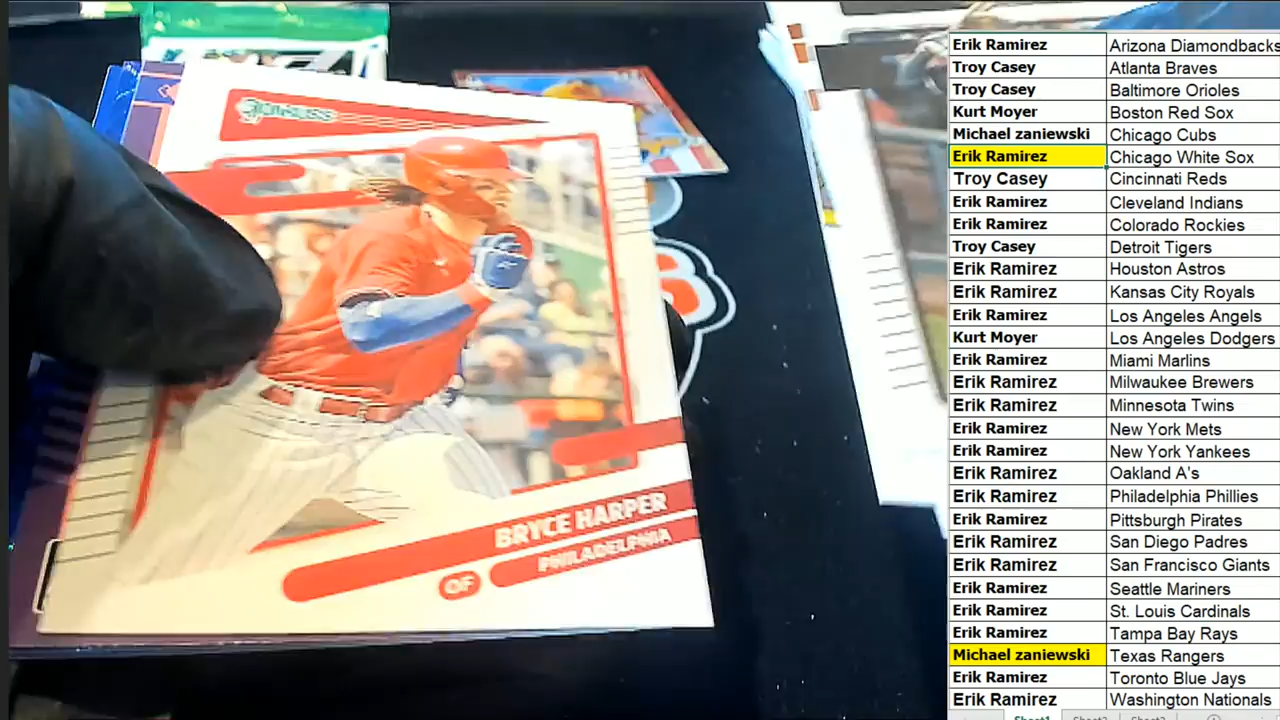 DONRUSS
BRYCE HARPER
OF
PHILADELPHIA
Erik Ramirez Arizona Diamondbacks
Troy Casey Atlanta Braves
Troy Casey Baltimore Orioles
Kurt Moyer Boston Red Sox
Michael zaniewski Chicago Cubs
Erik Ramirez Chicago White Sox
Troy Casey Cincinnati Reds
Erik Ramirez Cleveland Indians
Erik Ramirez Colorado Rockies
Troy Casey Detroit Tigers
Erik Ramirez Houston Astros
Erik Ramirez Kansas City Royals
Erik Ramirez Los Angeles Angels
Kurt Moyer Los Angeles Dodgers
Erik Ramirez Miami Marlins
Erik Ramirez Milwaukee Brewers
Erik Ramirez Minnesota Twins
Erik Ramirez New York Mets
Erik Ramirez New York Yankees
Erik Ramirez Oakland A's
Erik Ramirez Philadelphia Phillies
Erik Ramirez Pittsburgh Pirates
Erik Ramirez San Diego Padres
Erik Ramirez San Francisco Giants
Erik Ramirez Seattle Mariners
Erik Ramirez St. Louis Cardinals
Erik Ramirez Tampa Bay Rays
Michael zaniewski Texas Rangers
Erik Ramirez Toronto Blue Jays
Erik Ramirez Washington Nationals